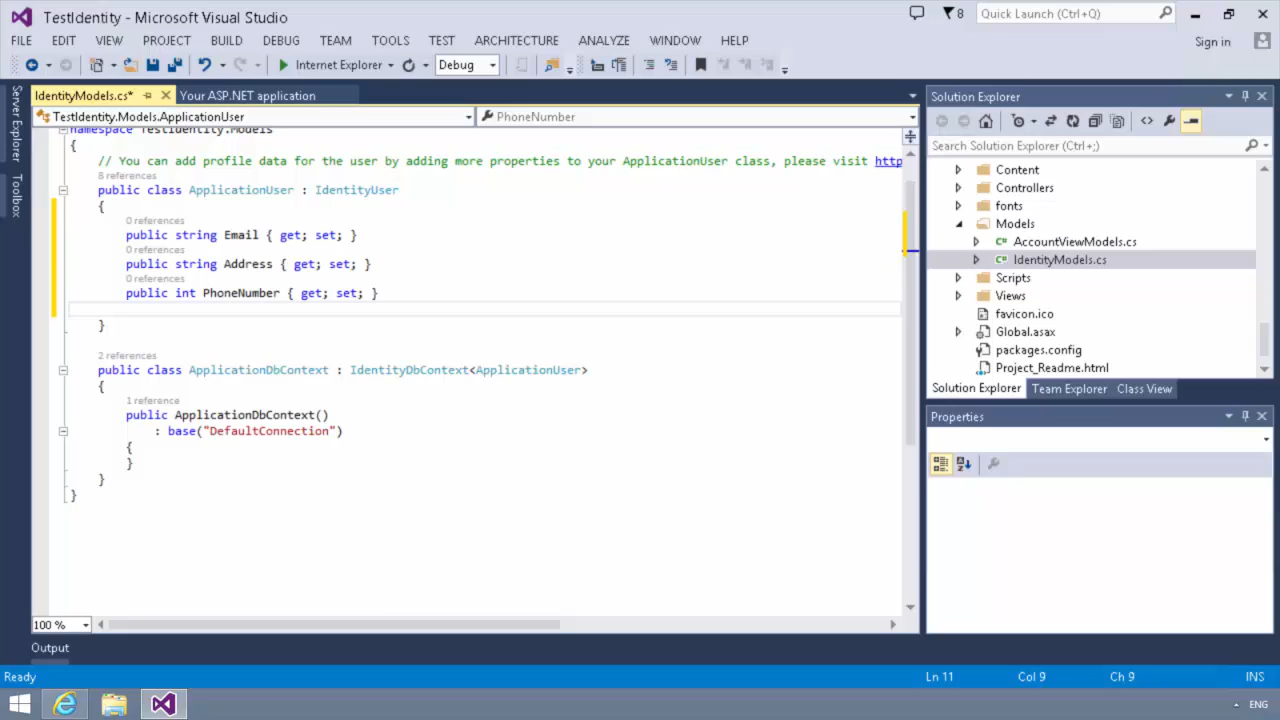 TestIdentity - Microsoft Visual Studio
8
Quick Launch (Ctrl+Q)
FILE EDIT VIEW PROJECT BUILD DEBUG TEAM TOOLS TEST ARCHITECTURE ANALYZE WINDOW HELP
Sign in
Internet Explorer
Debug
Server Explorer
Toolbox
IdentityModels.cs*
Your ASP.NET application
TestIdentity.Models.ApplicationUser
PhoneNumber
namespace TestIdentity.Models
{
// You can add profile data for the user by adding more properties to your ApplicationUser class, please visit http
8 references
public class ApplicationUser : IdentityUser
{
0 references
public string Email { get; set; }
0 references
public string Address { get; set; }
0 references
public int PhoneNumber { get; set; }
}
2 references
public class ApplicationDbContext : IdentityDbContext<ApplicationUser>
{
1 reference
public ApplicationDbContext()
: base("DefaultConnection")
{
}
}
}
100 %
Output
Solution Explorer
Search Solution Explorer (Ctrl+;)
Content
Controllers
fonts
Models
C# AccountViewModels.cs
C# IdentityModels.cs
Scripts
Views
favicon.ico
Global.asax
packages.config
Project_Readme.html
Solution Explorer Team Explorer Class View
Properties
Ready
Ln 11 Col 9 Ch 9 INS
ENG